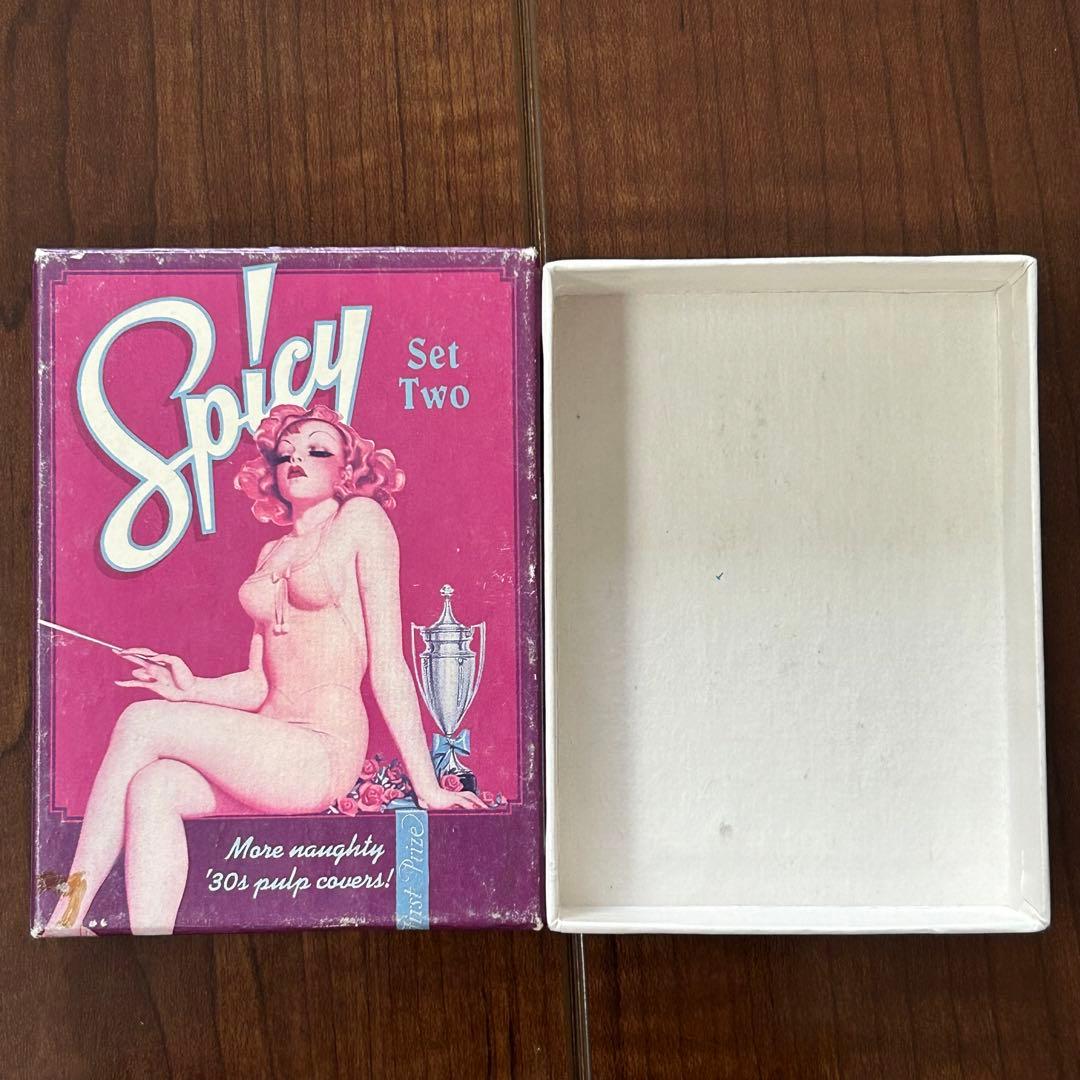 Spicy
Set
Two
More naughty
'30s pulp covers!
First Prize